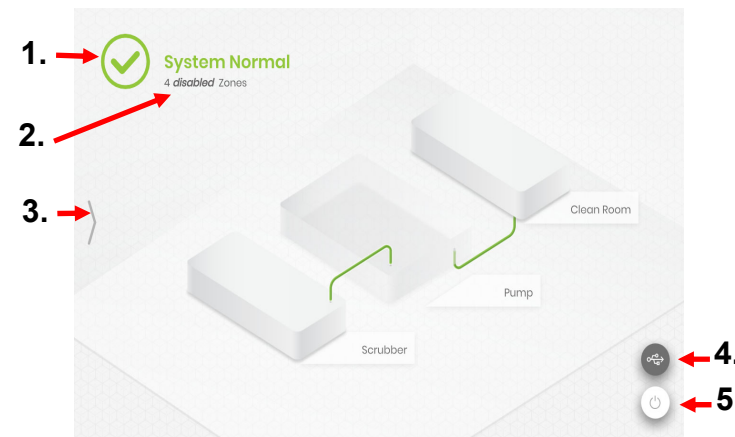 1.
System Normal
4 disabled Zones
2.
3.
Clean Room
Pump
Scrubber
4.
5